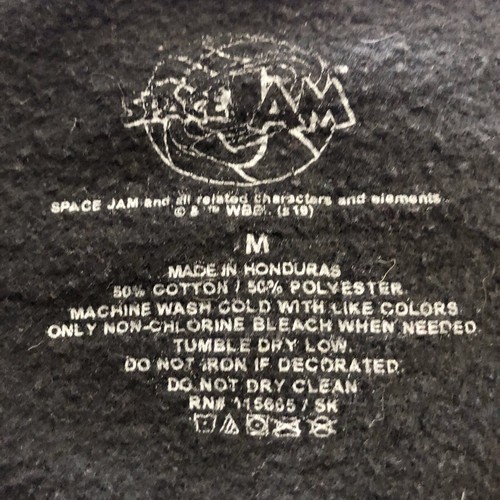 SPACE JAM
SPACE JAM and all related characters and elements
© & ™ WBEI. (s19)
M
MADE IN HONDURAS
50% COTTON / 50% POLYESTER.
MACHINE WASH COLD WITH LIKE COLORS.
ONLY NON-CHLORINE BLEACH WHEN NEEDED.
TUMBLE DRY LOW.
DO NOT IRON IF DECORATED.
DO NOT DRY CLEAN
RN# 115665 / SK